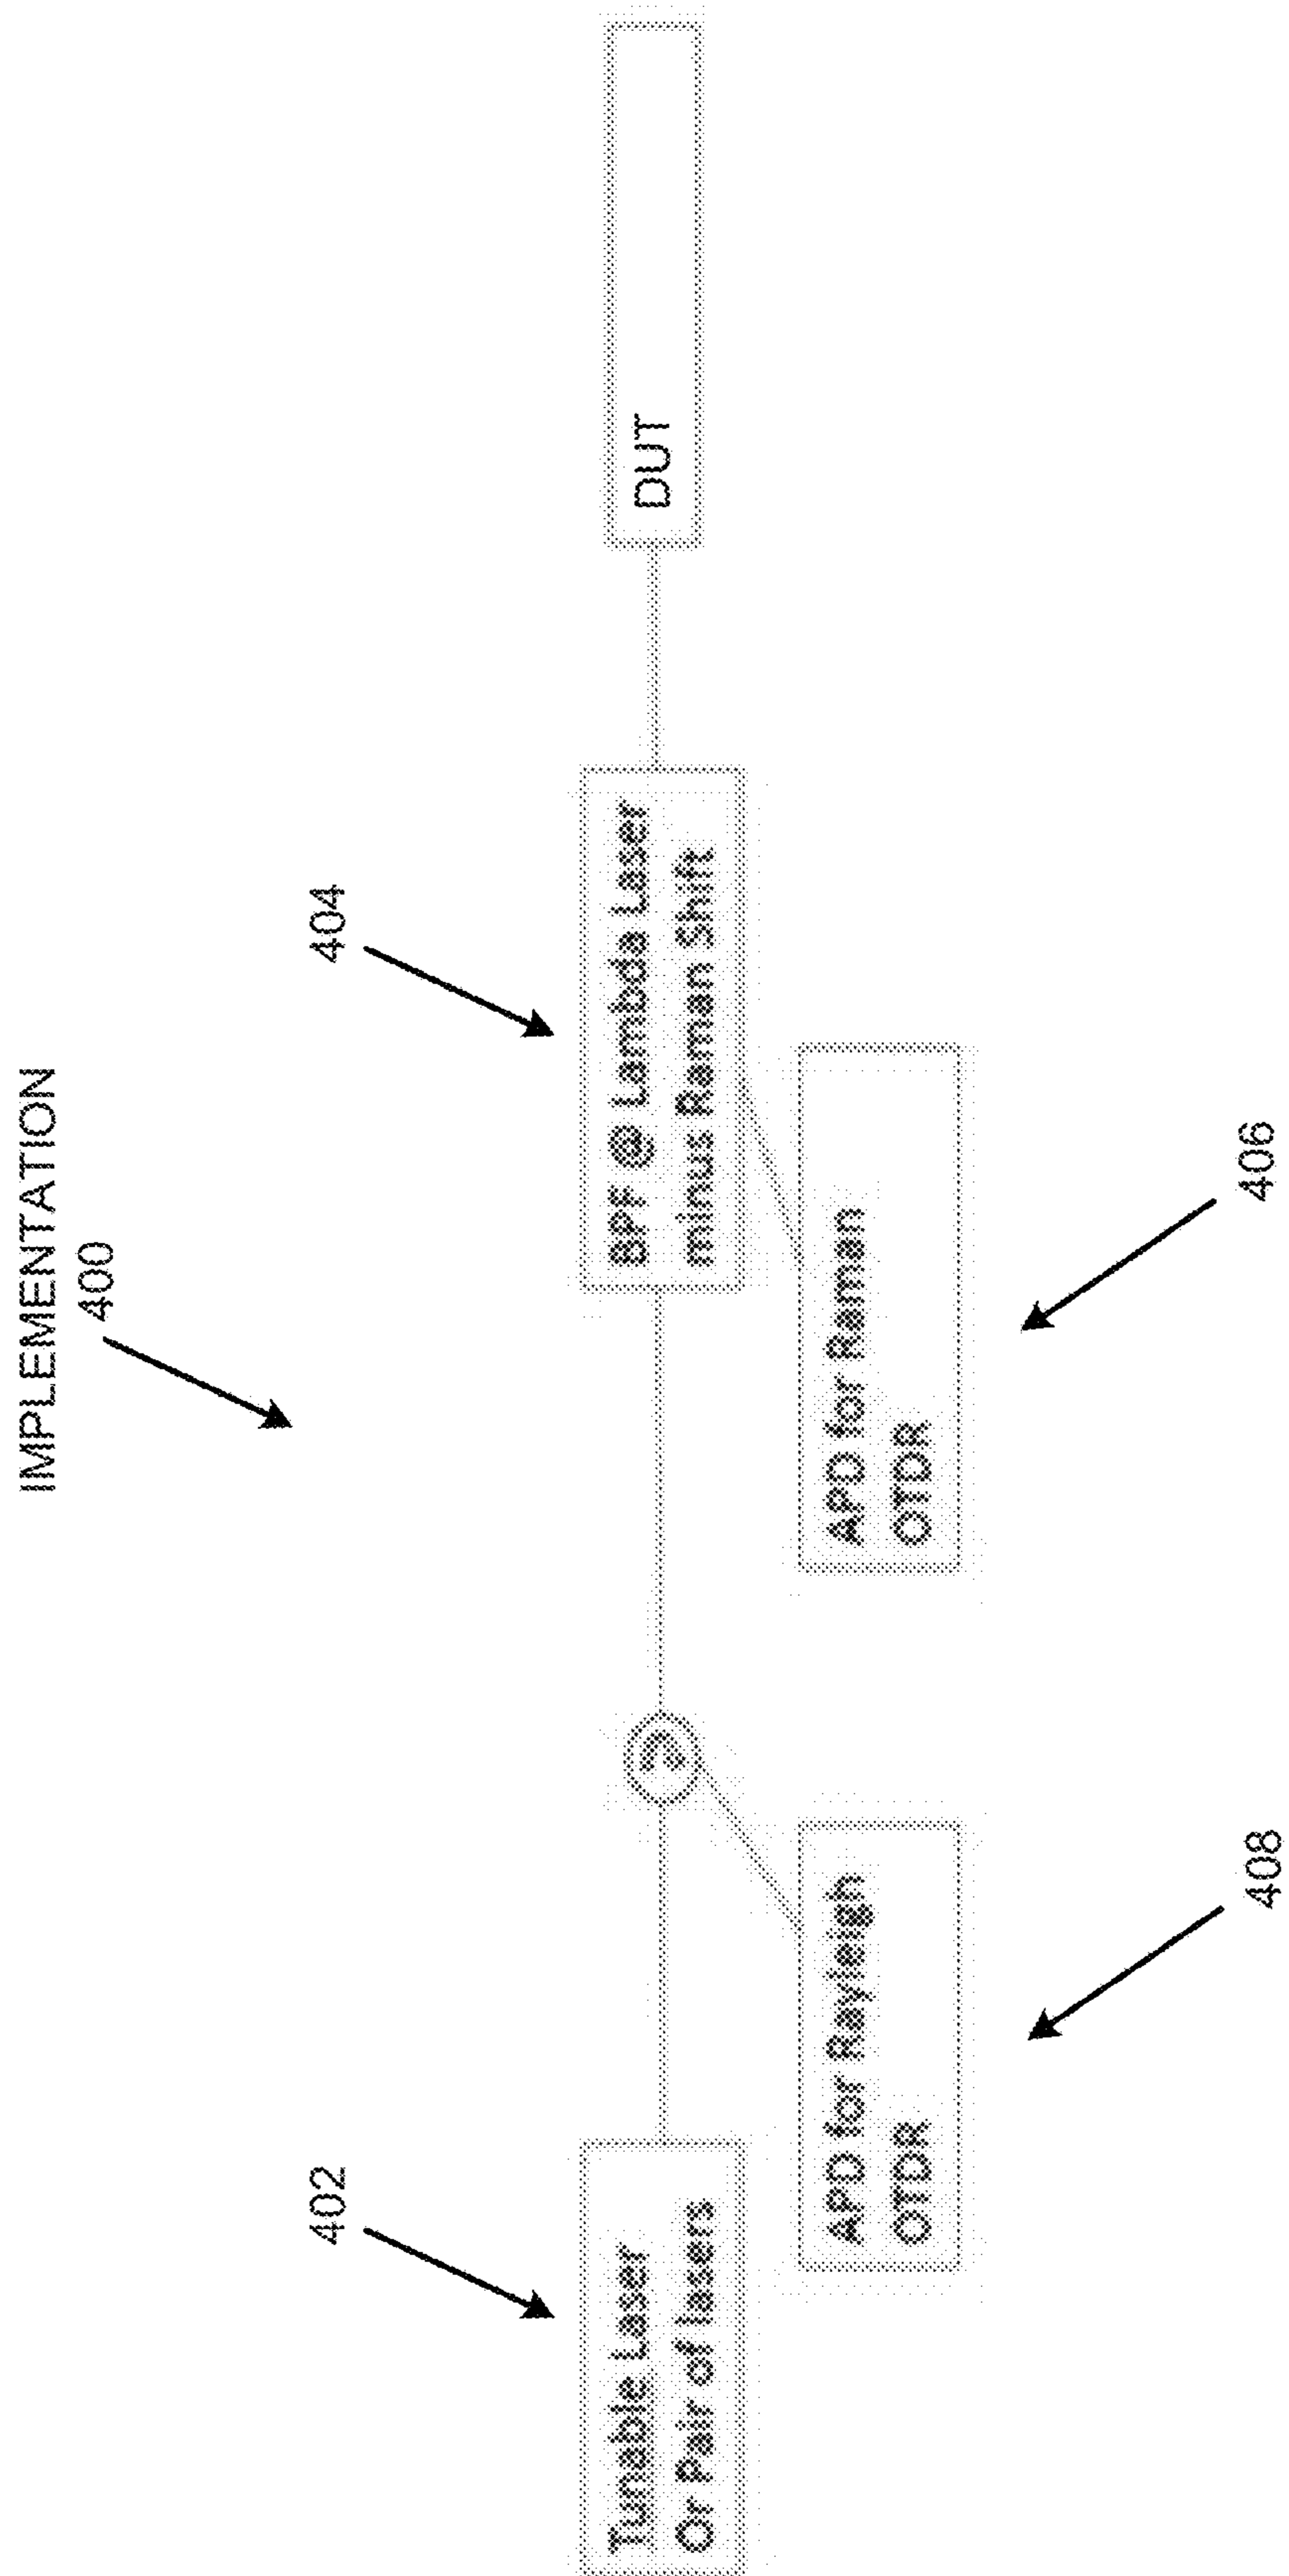 IMPLEMENTATION
400
402
404
Tunable Laser
Or Pair of lasers
BPF @ Lambda Laser
minus Raman Shift
DUT
APD for Rayleigh
OTDR
APD for Raman
OTDR
408
406